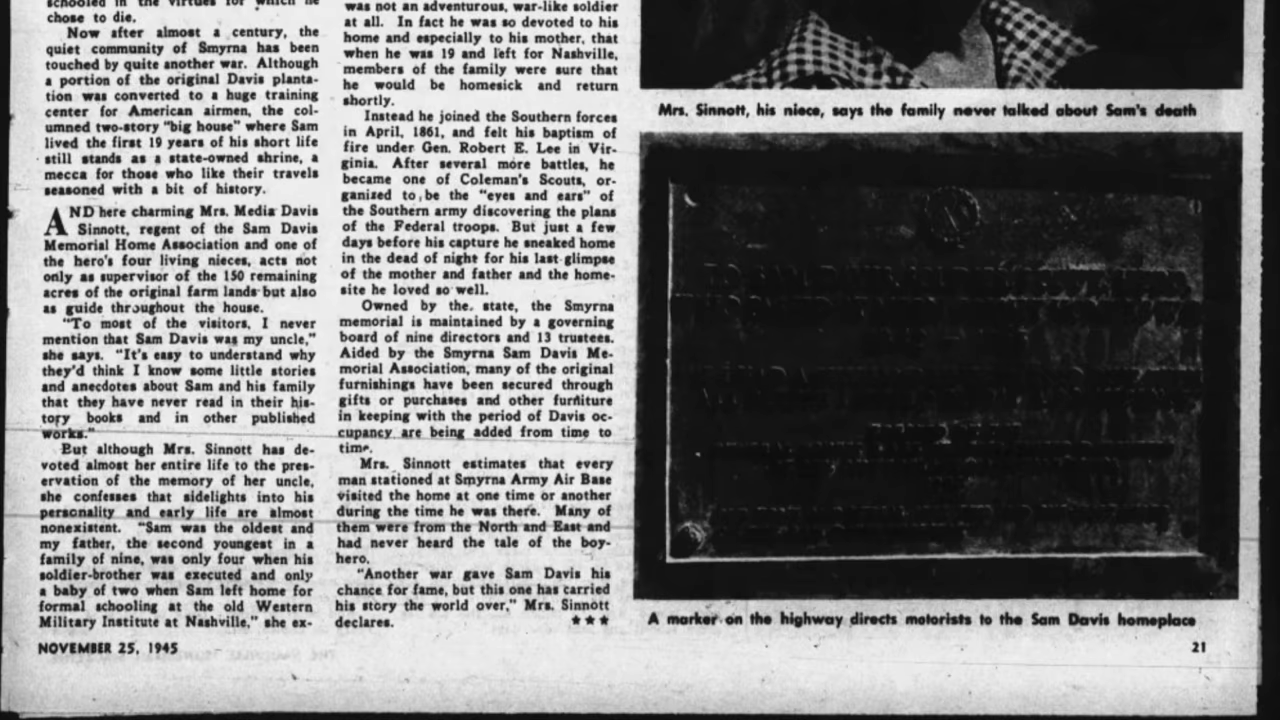 schooled in the virtues for which he
chose to die.
Now after almost a century, the
quiet community of Smyrna has been
touched by quite another war. Although
a portion of the original Davis planta-
tion was converted to a huge training
center for American airmen, the col-
umned two-story "big house" where Sam
lived the first 19 years of his short life
still stands as a state-owned shrine, a
mecca for those who like their travels
seasoned with a bit of history.
AND here charming Mrs. Media Davis
Sinnott, regent of the Sam Davis
Memorial Home Association and one of
the hero's four living nieces, acts not
only as supervisor of the 150 remaining
acres of the original farm lands but also
as guide throughout the house.
"To most of the visitors, I never
mention that Sam Davis was my uncle,"
she says. "It's easy to understand why
they'd think I know some little stories
and anecdotes about Sam and his family
that they have never read in their his-
tory books and in other published
works."
But although Mrs. Sinnott has de-
voted almost her entire life to the pres-
ervation of the memory of her uncle,
she confesses that sidelights into his
personality and early life are almost
nonexistent. "Sam was the oldest and
my father, the second youngest in a
family of nine, was only four when his
soldier-brother was executed and only
a baby of two when Sam left home for
formal schooling at the old Western
Military Institute at Nashville," she ex-
was not an adventurous, war-like soldier
at all. In fact he was so devoted to his
home and especially to his mother, that
when he was 19 and left for Nashville,
members of the family were sure that
he would be homesick and return
shortly.
Instead he joined the Southern forces
in April, 1861, and felt his baptism of
fire under Gen. Robert E. Lee in Vir-
ginia. After several more battles, he
became one of Coleman's Scouts, or-
ganized to be the "eyes and ears" of
the Southern army discovering the plans
of the Federal troops. But just a few
days before his capture he sneaked home
in the dead of night for his last glimpse
of the mother and father and the home-
site he loved so well.
Owned by the state, the Smyrna
memorial is maintained by a governing
board of nine directors and 13 trustees.
Aided by the Smyrna Sam Davis Me-
morial Association, many of the original
furnishings have been secured through
gifts or purchases and other furniture
in keeping with the period of Davis oc-
cupancy are being added from time to
time.
Mrs. Sinnott estimates that every
man stationed at Smyrna Army Air Base
visited the home at one time or another
during the time he was there. Many of
them were from the North and East and
had never heard the tale of the boy-
hero.
"Another war gave Sam Davis his
chance for fame, but this one has carried
his story the world over," Mrs. Sinnott
declares. ★★★
Mrs. Sinnott, his niece, says the family never talked about Sam's death
A marker on the highway directs motorists to the Sam Davis homeplace
NOVEMBER 25, 1945
21